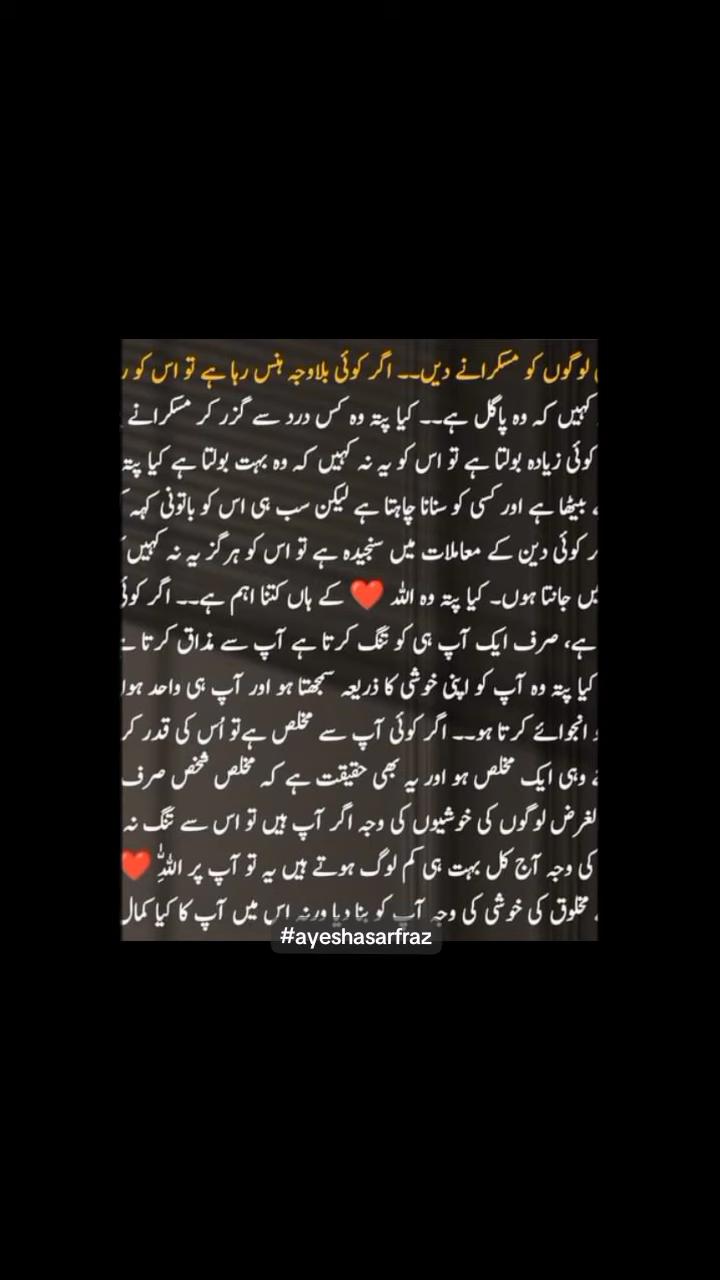 لوگوں کو مسکرانے دیں۔۔ اگر کوئی بلاوجہ ہنس رہا ہے تو اس کو
کہیں کہ وہ پاگل ہے۔۔ کیا پتہ وہ کس درد سے گزر کر مسکرانے
کوئی زیادہ بولتا ہے تو اس کو یہ نہ کہیں کہ وہ بہت بولتا ہے کیا پتہ
بیٹھا ہے اور کسی کو سنانا چاہتا ہے لیکن سب ہی اس کو باتونی کہہ
کوئی دین کے معاملات میں سنجیدہ ہے تو اس کو ہرگز یہ نہ کہیں
جانتا ہوں۔ کیا پتہ وہ اللہ ❤️ کے ہاں کتنا اہم ہے۔۔ اگر کوئی
ہے، صرف ایک آپ ہی کو تنگ کرتا ہے آپ سے مذاق کرتا
کیا پتہ وہ آپ کو اپنی خوشی کا ذریعہ سمجھتا ہو اور آپ ہی واحد ہوا
انجوائے کرتا ہو۔۔ اگر کوئی آپ سے مخلص ہے تو اُس کی قدر کر
وہی ایک مخلص ہو اور یہ بھی حقیقت ہے کہ مخلص شخص صرف
لغرض لوگوں کی خوشیوں کی وجہ اگر آپ ہیں تو اس سے تنگ نہ
کی وجہ آج کل بہت ہی کم لوگ ہوتے ہیں یہ تو آپ پر اللہ ❤️
مخلوق کی خوشی کی وجہ آپ کو بنا دیا ورنہ اس میں آپ کا کیا کمال
#ayeshasarfraz